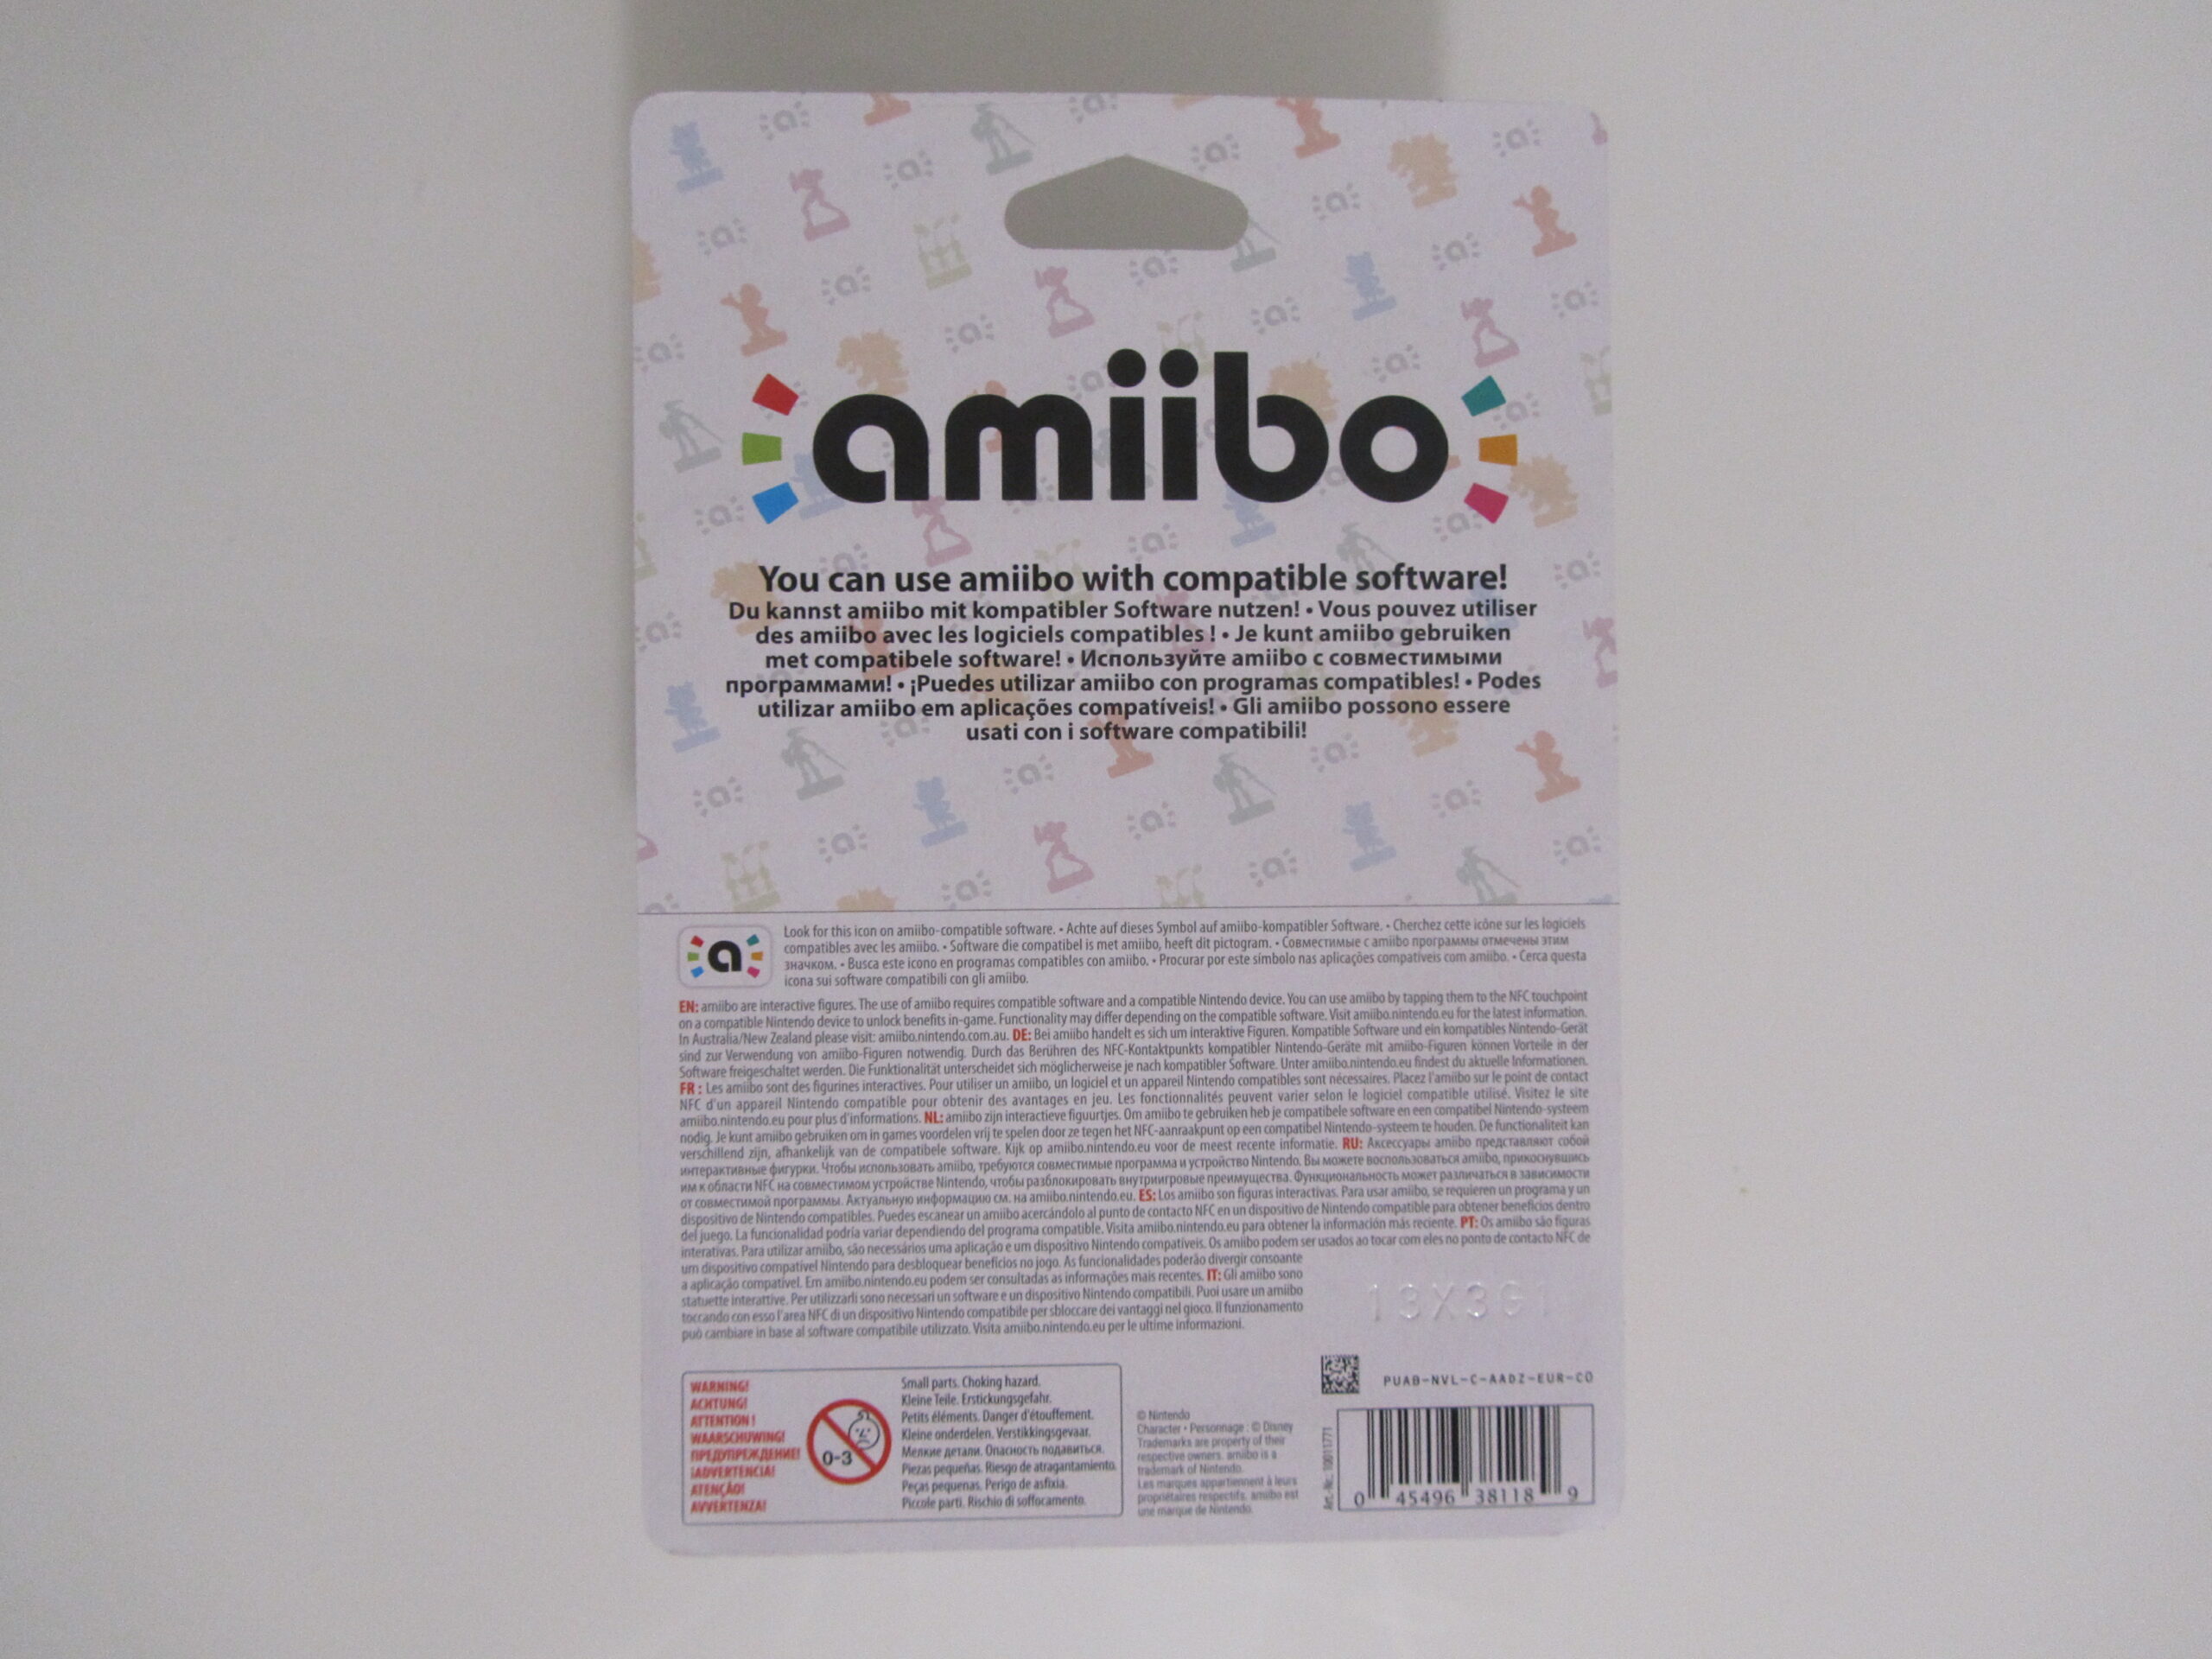 amiibo
You can use amiibo with compatible software!
Du kannst amiibo mit kompatibler Software nutzen! • Vous pouvez utiliser
des amiibo avec les logiciels compatibles ! • Je kunt amiibo gebruiken
met compatibele software! • Используйте amiibo с совместимыми
программами! • ¡Puedes utilizar amiibo con programas compatibles! • Podes
utilizar amiibo em aplicações compatíveis! • Gli amiibo possono essere
usati con i software compatibili!
a
Look for this icon on amiibo-compatible software. • Achte auf dieses Symbol auf amiibo-kompatibler Software. • Cherchez cette icône sur les logiciels
compatibles avec les amiibo. • Software die compatibel is met amiibo, heeft dit pictogram. • Совместимые с amiibo программы отмечены этим
значком. • Busca este icono en programas compatibles con amiibo. • Procurar por este símbolo nas aplicações compatíveis com amiibo. • Cerca questa
icona sui software compatibili con gli amiibo.
EN: amiibo are interactive figures. The use of amiibo requires compatible software and a compatible Nintendo device. You can use amiibo by tapping them to the NFC touchpoint
on a compatible Nintendo device to unlock benefits in-game. Functionality may differ depending on the compatible software. Visit amiibo.nintendo.eu for the latest information.
In Australia/New Zealand please visit: amiibo.nintendo.com.au. DE: Bei amiibo handelt es sich um interaktive Figuren. Kompatible Software und ein kompatibles Nintendo-Gerät
sind zur Verwendung von amiibo-Figuren notwendig. Durch das Berühren des NFC-Kontaktpunkts kompatibler Nintendo-Geräte mit amiibo-Figuren können Vorteile in der
Software freigeschaltet werden. Die Funktionalität unterscheidet sich möglicherweise je nach kompatibler Software. Unter amiibo.nintendo.eu findest du aktuelle Informationen.
FR : Les amiibo sont des figurines interactives. Pour utiliser un amiibo, un logiciel et un appareil Nintendo compatibles sont nécessaires. Placez l'amiibo sur le point de contact
NFC d'un appareil Nintendo compatible pour obtenir des avantages en jeu. Les fonctionnalités peuvent varier selon le logiciel compatible utilisé. Visitez le site
amiibo.nintendo.eu pour plus d'informations. NL: amiibo zijn interactieve figuurtjes. Om amiibo te gebruiken heb je compatibele software en een compatibel Nintendo-systeem
nodig. Je kunt amiibo gebruiken om in games voordelen vrij te spelen door ze tegen het NFC-aanraakpunt op een compatibel Nintendo-systeem te houden. De functionaliteit kan
verschillend zijn, afhankelijk van de compatibele software. Kijk op amiibo.nintendo.eu voor de meest recente informatie. RU: Аксессуары amiibo представляют собой
интерактивные фигурки. Чтобы использовать amiibo, требуются совместимые программа и устройство Nintendo. Вы можете воспользоваться amiibo, прикоснувшись
им к области NFC на совместимом устройстве Nintendo, чтобы разблокировать внутриигровые преимущества. Функциональность может различаться в зависимости
от совместимой программы. Актуальную информацию см. на amiibo.nintendo.eu. ES: Los amiibo son figuras interactivas. Para usar amiibo, se requieren un programa y un
dispositivo de Nintendo compatibles. Puedes escanear un amiibo acercándolo al punto de contacto NFC en un dispositivo de Nintendo compatible para obtener beneficios dentro
del juego. La funcionalidad podría variar dependiendo del programa compatible. Visita amiibo.nintendo.eu para obtener la información más reciente. PT: Os amiibo são figuras
interativas. Para utilizar amiibo, são necessários uma aplicação e um dispositivo Nintendo compatíveis. Os amiibo podem ser usados ao tocar com eles no ponto de contacto NFC de
um dispositivo compatível Nintendo para desbloquear benefícios no jogo. As funcionalidades poderão divergir consoante
a aplicação compatível. Em amiibo.nintendo.eu podem ser consultadas as informações mais recentes. IT: Gli amiibo sono
statuette interattive. Per utilizzarli sono necessari un software e un dispositivo Nintendo compatibili. Puoi usare un amiibo
toccando con esso l'area NFC di un dispositivo Nintendo compatibile per sbloccare dei vantaggi nel gioco. Il funzionamento
può cambiare in base al software compatibile utilizzato. Visita amiibo.nintendo.eu per le ultime informazioni.
WARNING!
ACHTUNG!
ATTENTION !
WAARSCHUWING!
ПРЕДУПРЕЖДЕНИЕ!
¡ADVERTENCIA!
ATENÇÃO!
AVVERTENZA!
0-3
Small parts. Choking hazard.
Kleine Teile. Erstickungsgefahr.
Petits éléments. Danger d'étouffement.
Kleine onderdelen. Verstikkingsgevaar.
Мелкие детали. Опасность подавиться.
Piezas pequeñas. Riesgo de atragantamiento.
Peças pequenas. Perigo de asfixia.
Piccole parti. Rischio di soffocamento.
© Nintendo
Character • Personnage : © Disney
Trademarks are property of their
respective owners. amiibo is a
trademark of Nintendo.
Les marques appartiennent à leurs
propriétaires respectifs. amiibo est
une marque de Nintendo.
PUAB-NVL-C-AADZ-EUR-C0
Art.-Nr.: 10011771
0 45496 38118 9